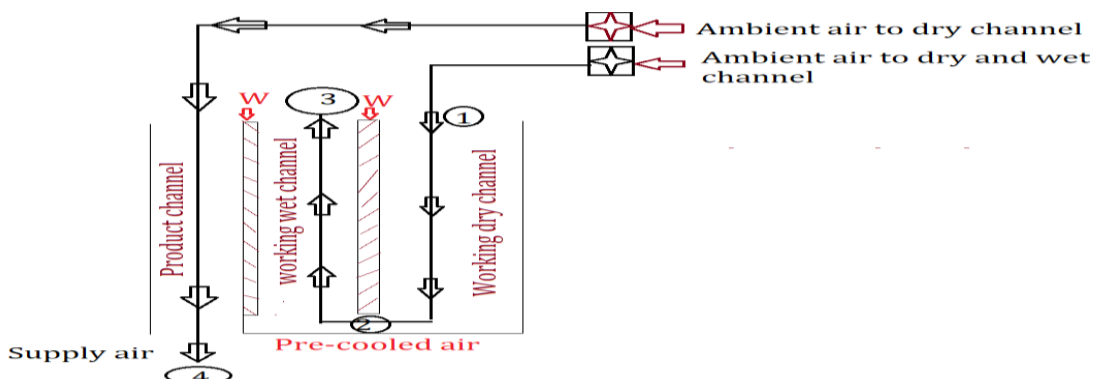 Ambient air to dry channel
Ambient air to dry and wet
channel
W
3
W
1
Product channel
working wet channel
Working dry channel
2
Pre-cooled air
Supply air
4